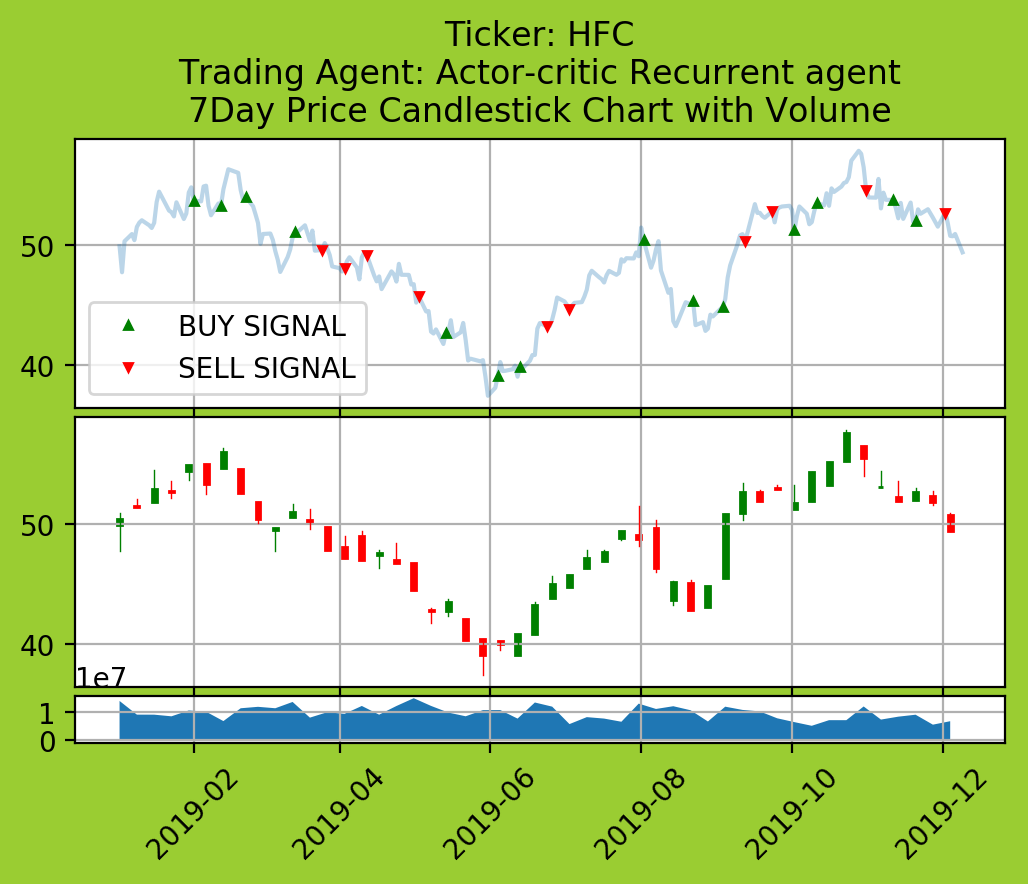 Ticker: HFC
Trading Agent: Actor-critic Recurrent agent
7Day Price Candlestick Chart with Volume
50
40
BUY SIGNAL
SELL SIGNAL
50
40
1e7
1
0
2019-02
2019-04
2019-06
2019-08
2019-10
2019-12